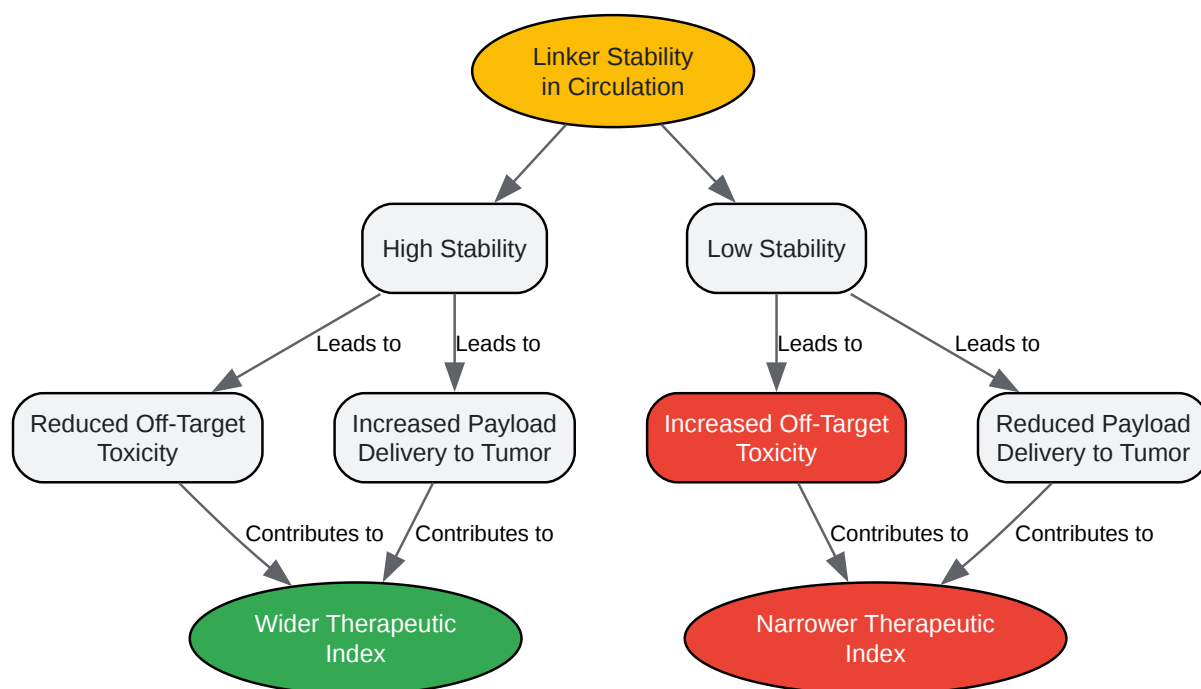 Linker Stability
in Circulation
High Stability
Low Stability
Leads to
Leads to
Leads to
Leads to
Reduced Off-Target
Toxicity
Increased Payload
Delivery to Tumor
Increased Off-Target
Toxicity
Reduced Payload
Delivery to Tumor
Contributes to
Contributes to
Contributes to
Contributes to
Wider Therapeutic
Index
Narrower Therapeutic
Index